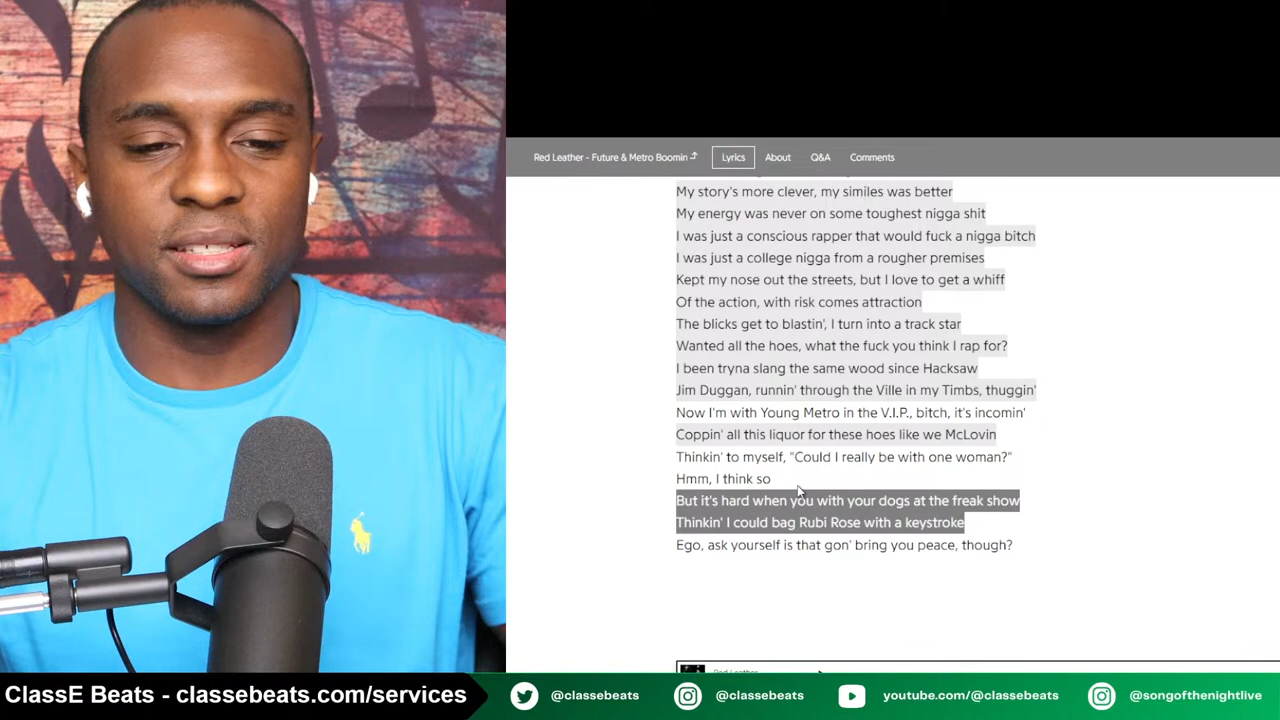 Red Leather - Future & Metro Boomin
Lyrics
About
Q&A
Comments
My story's more clever, my similes was better
My energy was never on some toughest nigga shit
I was just a conscious rapper that would fuck a nigga bitch
I was just a college nigga from a rougher premises
Kept my nose out the streets, but I love to get a whiff
Of the action, with risk comes attraction
The blicks get to blastin', I turn into a track star
Wanted all the hoes, what the fuck you think I rap for?
I been tryna slang the same wood since Hacksaw
Jim Duggan, runnin' through the Ville in my Timbs, thuggin'
Now I'm with Young Metro in the V.I.P., bitch, it's incomin'
Coppin' all this liquor for these hoes like we McLovin
Thinkin' to myself, "Could I really be with one woman?"
Hmm, I think so
But it's hard when you with your dogs at the freak show
Thinkin' I could bag Rubi Rose with a keystroke
Ego, ask yourself is that gon' bring you peace, though?
Red Leather
ClassE Beats - classebeats.com/services
@classebeats
@classebeats
youtube.com/@classebeats
@songofthenightlive